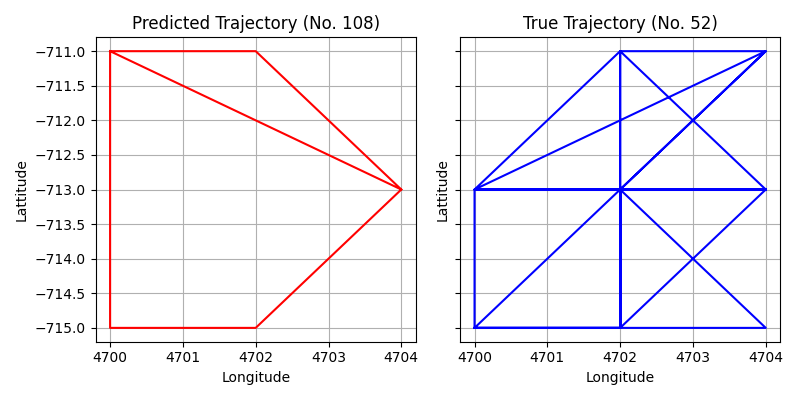 Predicted Trajectory (No. 108)
−711.0
−711.5
−712.0
−712.5
−713.0
−713.5
−714.0
−714.5
−715.0
Lattitude
4700 4701 4702 4703 4704
Longitude
True Trajectory (No. 52)
Lattitude
4700 4701 4702 4703 4704
Longitude